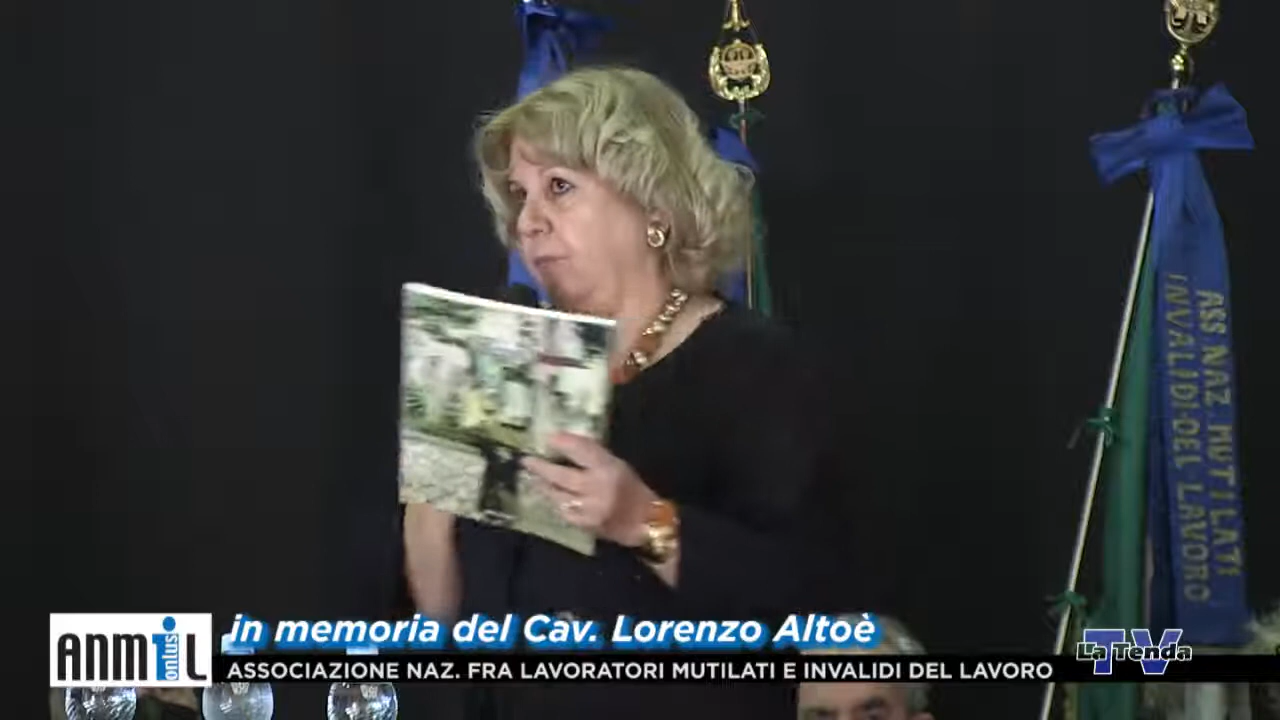 ASS NAZ MUTILATI
INVALIDI DEL LAVORO
in memoria del Cav. Lorenzo Altoè
ANMIL
onlus
ASSOCIAZIONE NAZ. FRA LAVORATORI MUTILATI E INVALIDI DEL LAVORO
La Tenda
TV